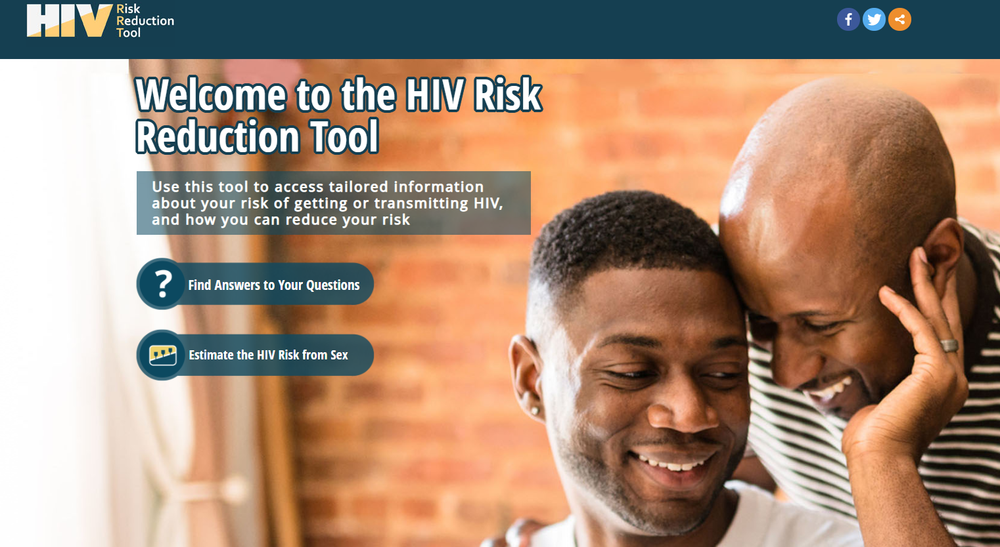 HIV Risk
Reduction
Tool
Welcome to the HIV Risk
Reduction Tool
Use this tool to access tailored information
about your risk of getting or transmitting HIV,
and how you can reduce your risk
? Find Answers to Your Questions
Estimate the HIV Risk from Sex